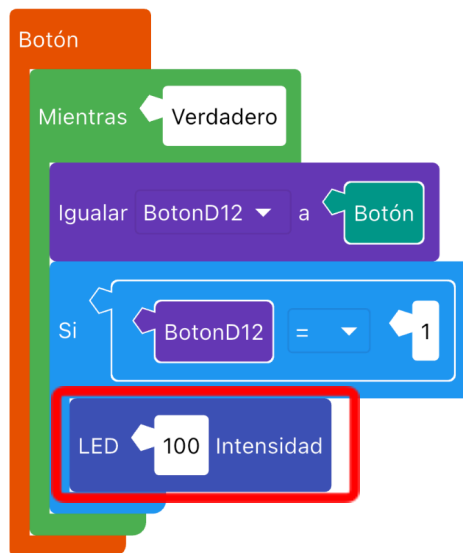 Botón
Mientras Verdadero
Igualar BotonD12 a Botón
Si BotonD12 = 1
LED 100 Intensidad